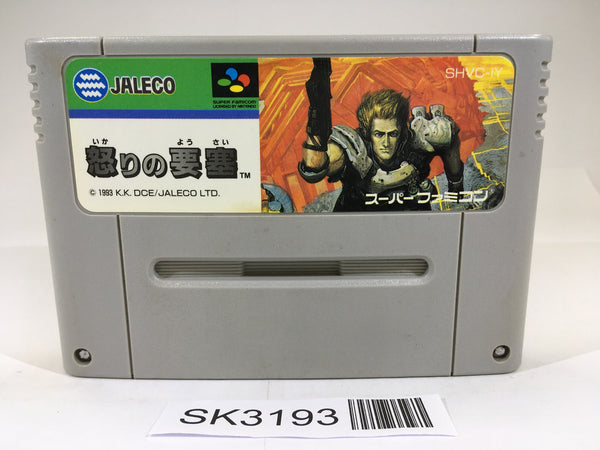 JALECO
SUPER FAMICOM
LICENSED BY NINTENDO
SHVC-IY
いか よう さい
怒りの要塞™
© 1993 K.K. DCE/JALECO LTD.
スーパーファミコン
SK3193